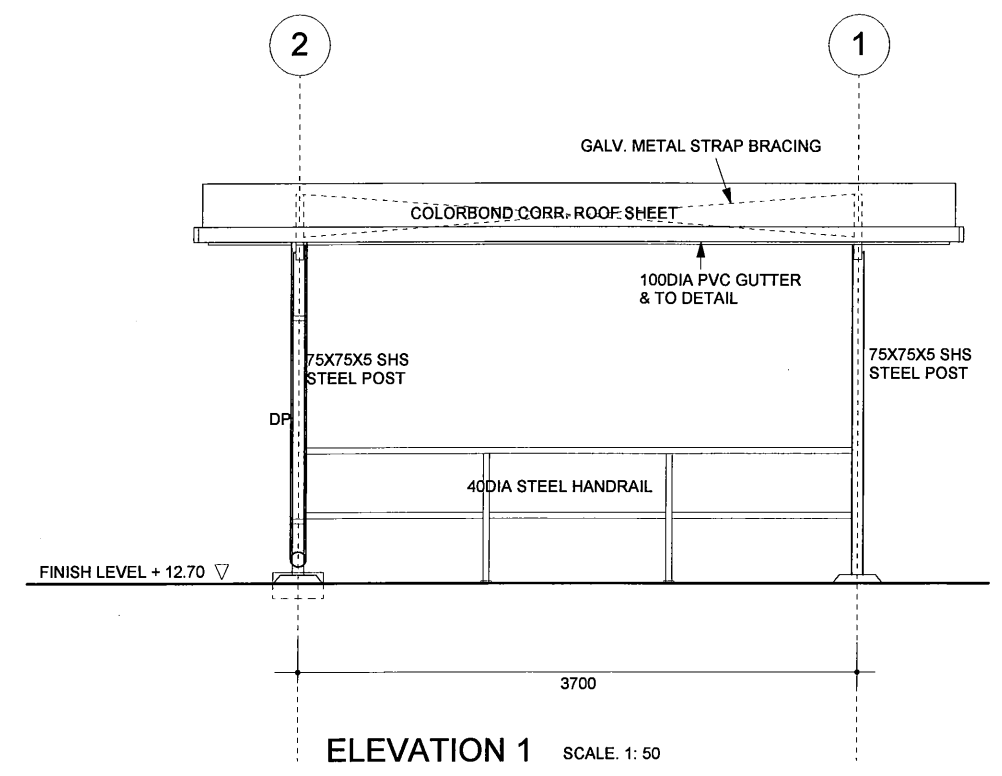 2
1
GALV. METAL STRAP BRACING
COLORBOND CORR. ROOF SHEET
100DIA PVC GUTTER
& TO DETAIL
75X75X5 SHS
STEEL POST
75X75X5 SHS
STEEL POST
DP
40DIA STEEL HANDRAIL
FINISH LEVEL + 12.70
3700
ELEVATION 1 SCALE. 1: 50